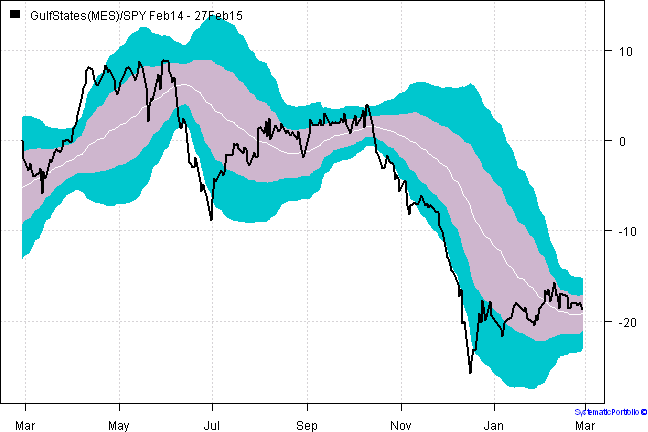 GulfStates(MES)/SPY Feb14 - 27Feb15
10
0
-10
-20
SystematicPortfolio ©
Mar May Jul Sep Nov Jan Mar